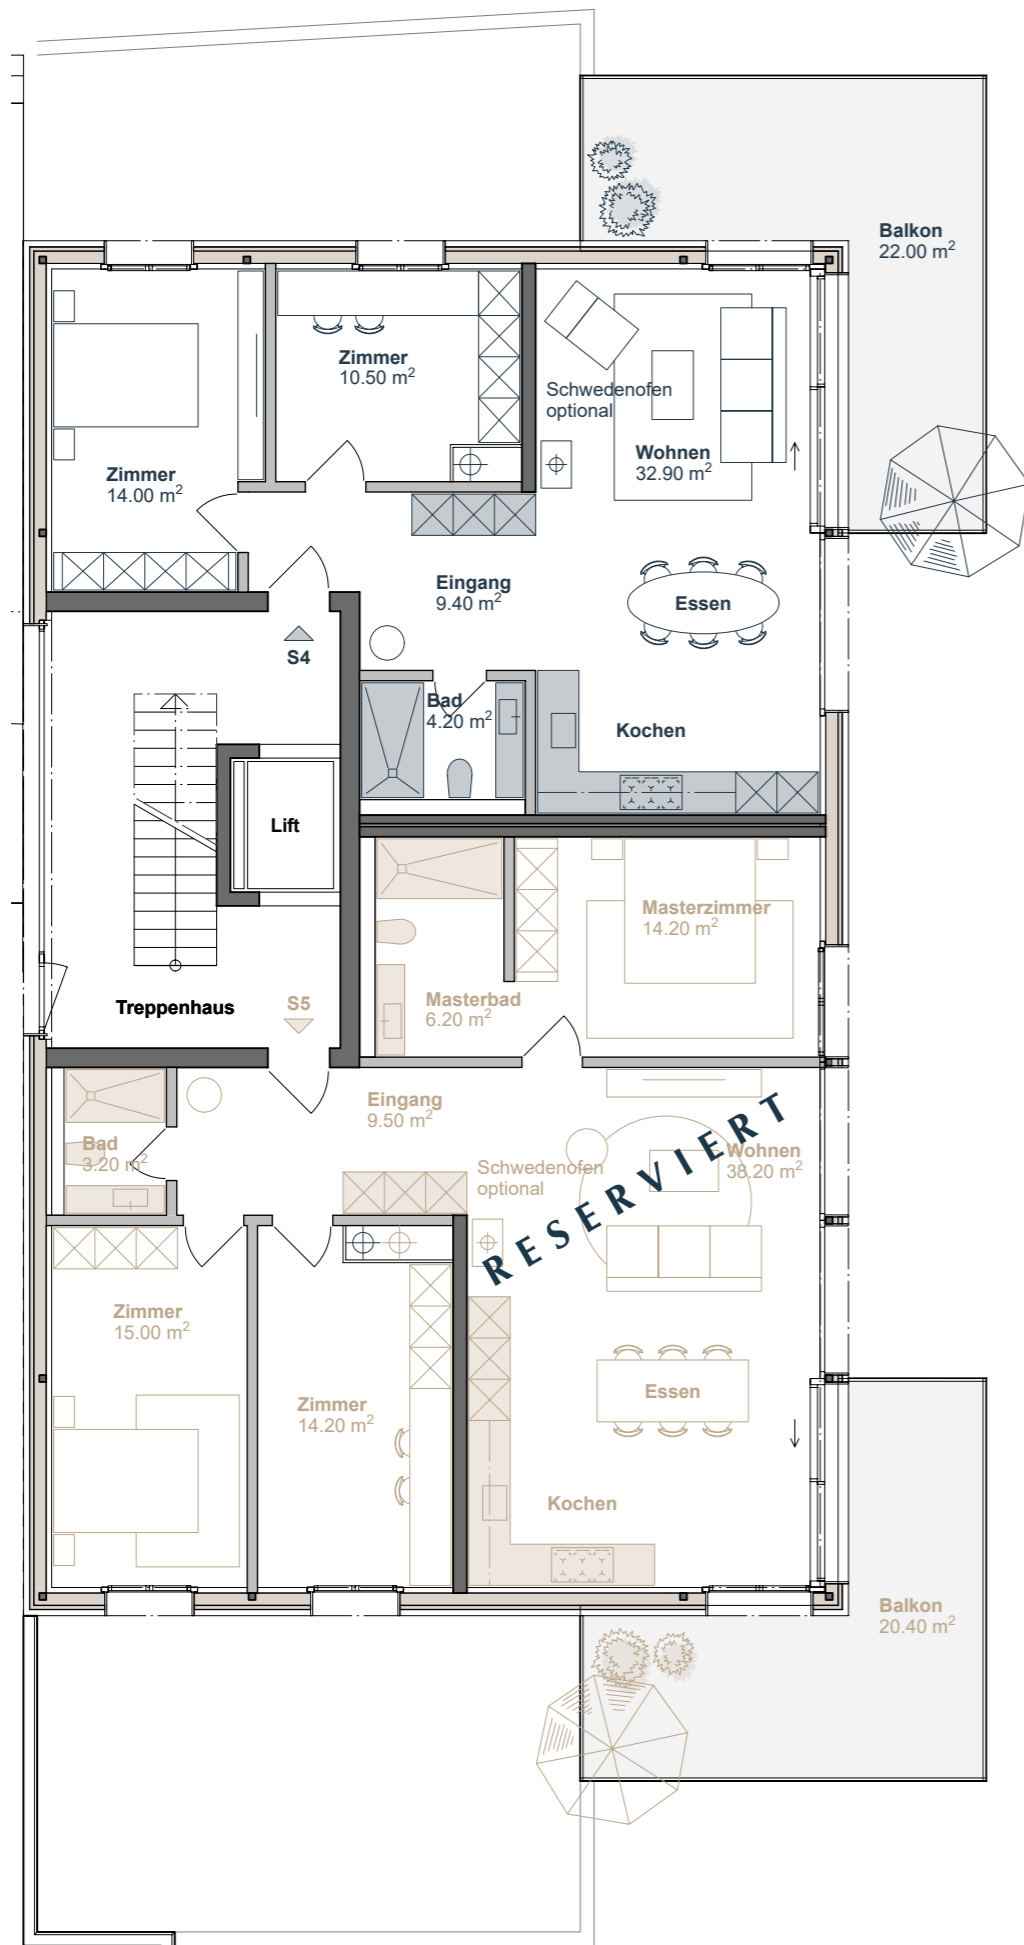 Balkon
22.00 m²
Zimmer
10.50 m²
Schwedenofen
optional
Wohnen
32.90 m²
Zimmer
14.00 m²
Eingang
9.40 m²
Essen
S4
Bad
4.20 m²
Kochen
Lift
Masterzimmer
14.20 m²
Masterbad
6.20 m²
Treppenhaus
S5
Eingang
9.50 m²
Bad
3.20 m²
Wohnen
38.20 m²
Schwedenofen
optional
RESERVIERT
Zimmer
15.00 m²
Zimmer
14.20 m²
Essen
Kochen
Balkon
20.40 m²